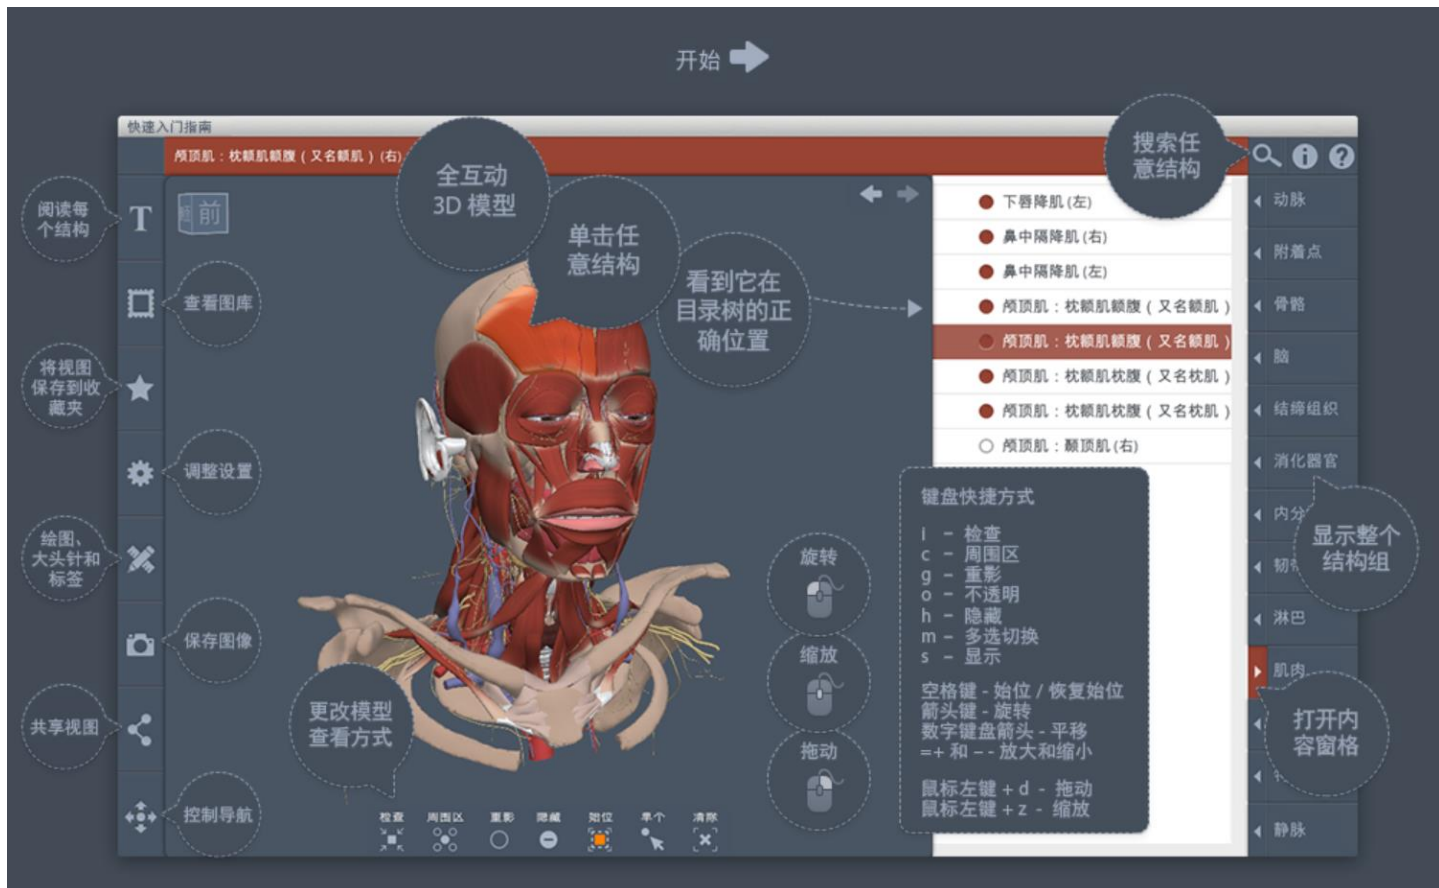 开始
快速入门指南
颅顶肌：枕额肌额腹（又名额肌）(右)
全互动
3D 模型
单击任
意结构
看到它在
目录树的正
确位置
搜索任
意结构
阅读每
个结构
T
前
查看图库
将视图
保存到收
藏夹
调整设置
绘图、
大头针和
标签
保存图像
共享视图
控制导航
更改模型
查看方式
检查
周围区
重影
隐藏
始位
单个
清除
旋转
缩放
拖动
下唇降肌(左)
鼻中隔降肌(右)
鼻中隔降肌(左)
颅顶肌：枕额肌额腹（又名额肌）
颅顶肌：枕额肌额腹（又名额肌）
颅顶肌：枕额肌枕腹（又名枕肌）
颅顶肌：枕额肌枕腹（又名枕肌）
颅顶肌：颞顶肌(右)
键盘快捷方式
i – 检查
c – 周围区
g – 重影
o – 不透明
h – 隐藏
m – 多选切换
s – 显示
空格键 - 始位 / 恢复始位
箭头键 - 旋转
数字键盘箭头 - 平移
=+ 和 – - 放大和缩小
鼠标左键 + d - 拖动
鼠标左键 + z - 缩放
动脉
附着点
骨骼
脑
结缔组织
消化器官
内分
显示整个
结构组
淋巴
肌肉
打开内
容窗格
静脉